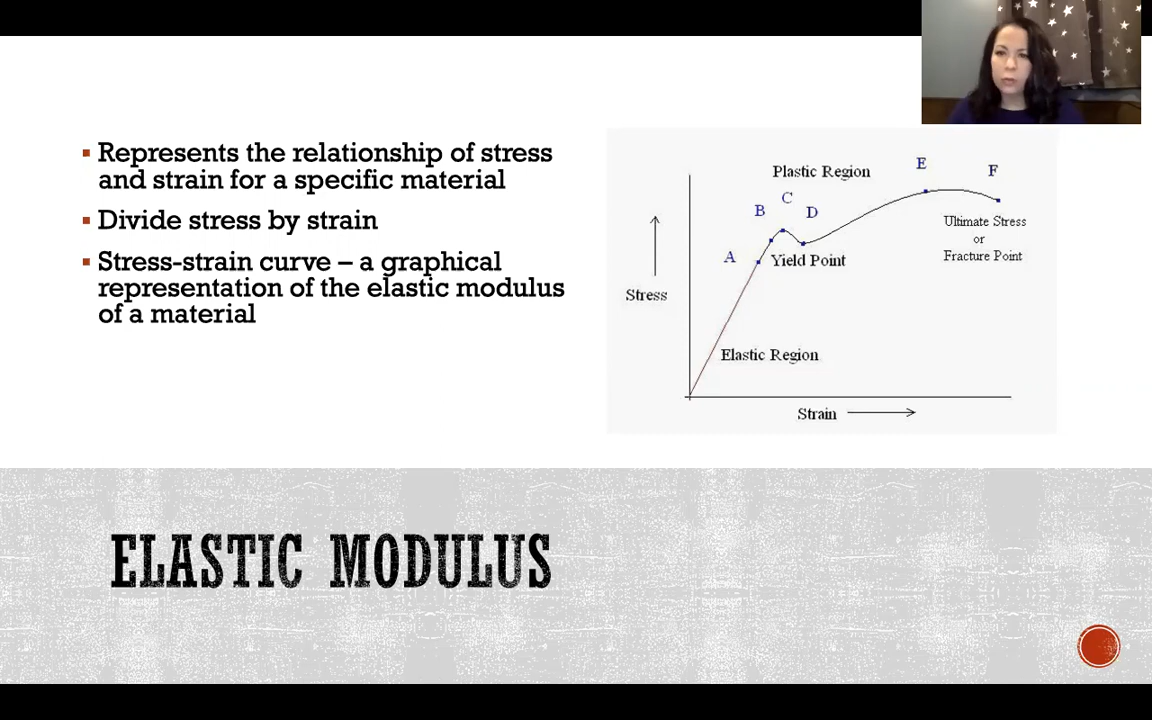 Represents the relationship of stress
and strain for a specific material
Divide stress by strain
Stress-strain curve – a graphical
representation of the elastic modulus
of a material
Plastic Region
E
F
C
B
D
Ultimate Stress
or
Fracture Point
A
Yield Point
Stress
Elastic Region
Strain
ELASTIC MODULUS